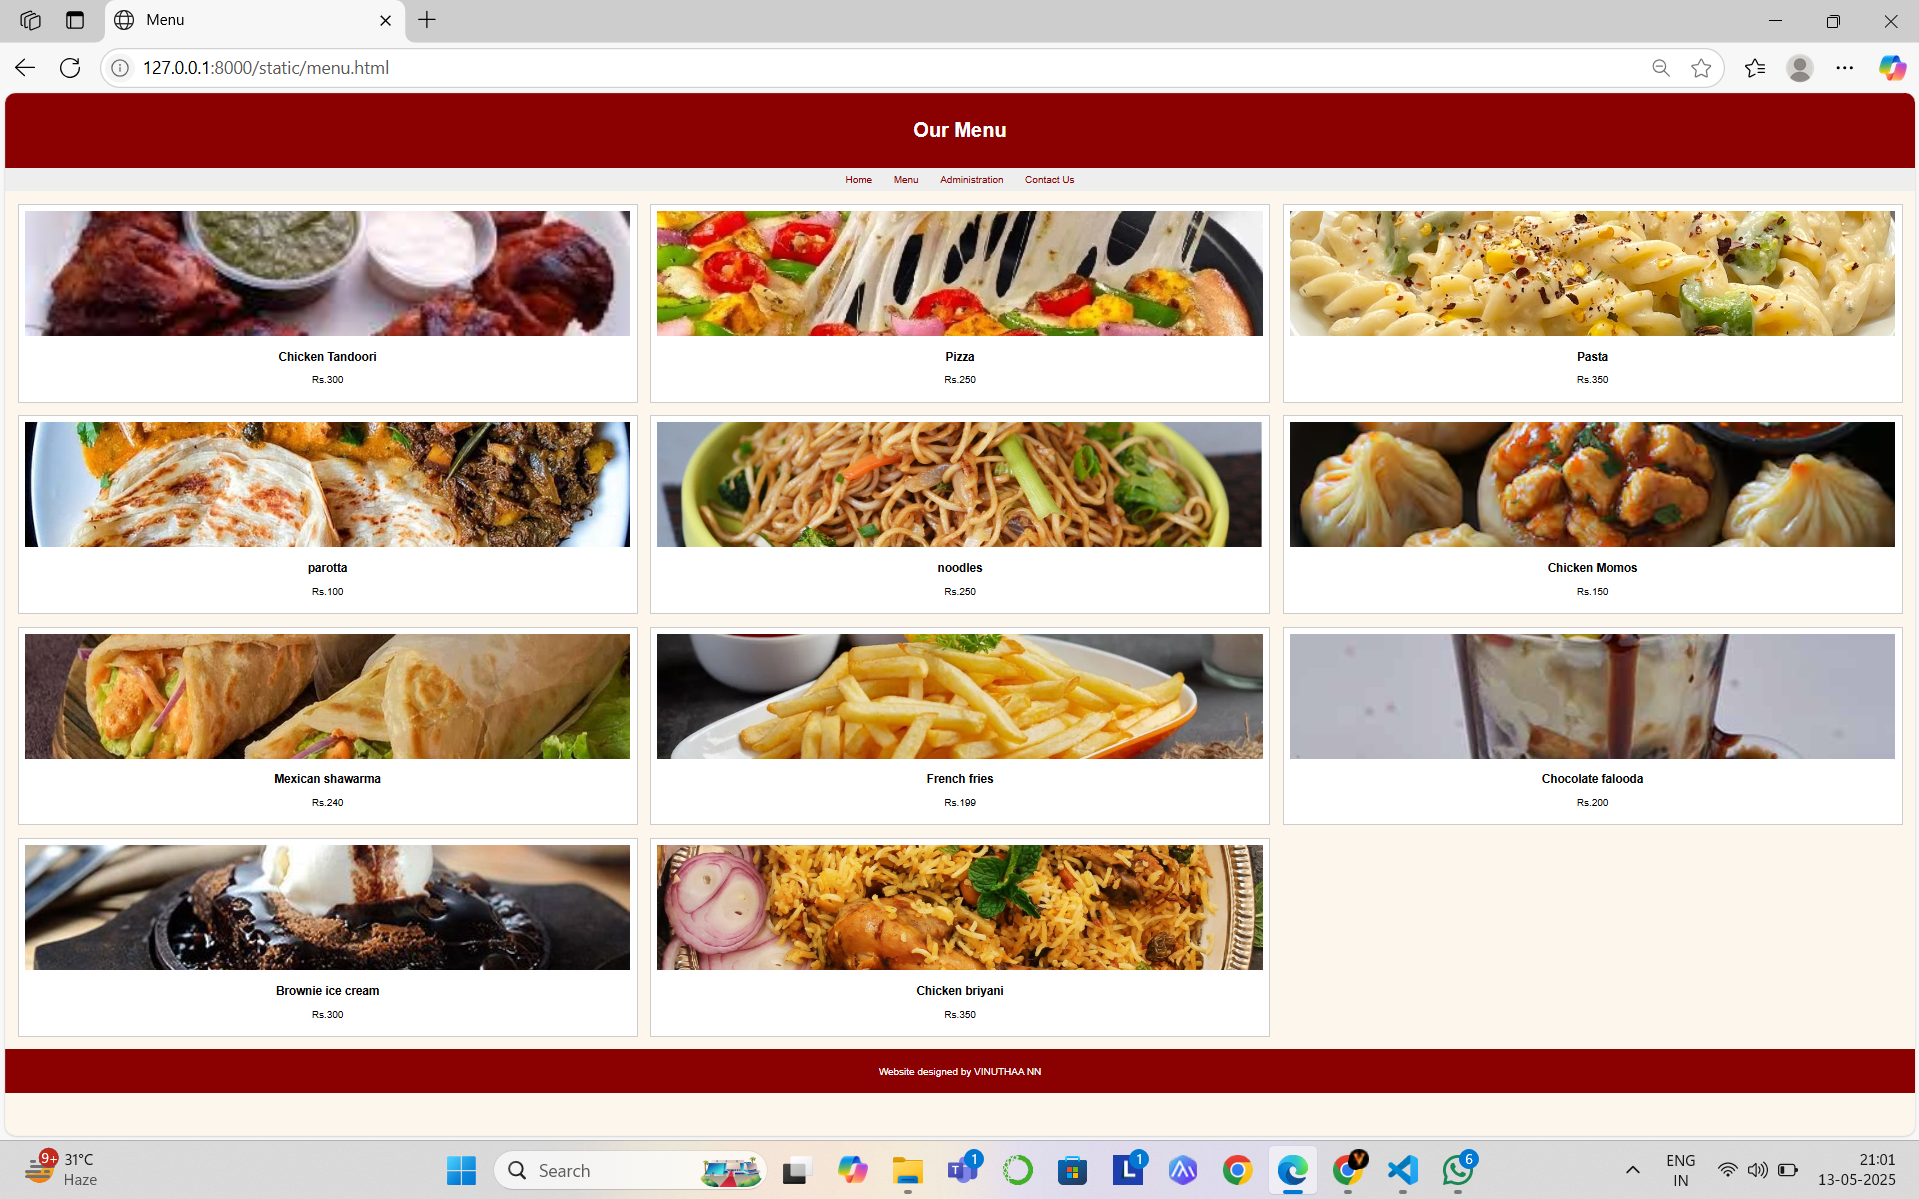 Menu
127.0.0.1:8000/static/menu.html
Our Menu
Home Menu Administration Contact Us
Chicken Tandoori
Rs.300
Pizza
Rs.250
Pasta
Rs.350
parotta
Rs.100
noodles
Rs.250
Chicken Momos
Rs.150
Mexican shawarma
Rs.240
French fries
Rs.199
Chocolate falooda
Rs.200
Brownie ice cream
Rs.300
Chicken briyani
Rs.350
Website designed by VINUTHAA NN
9+
31°C
Haze
Search
1
1
6
ENG
IN
21:01
13-05-2025